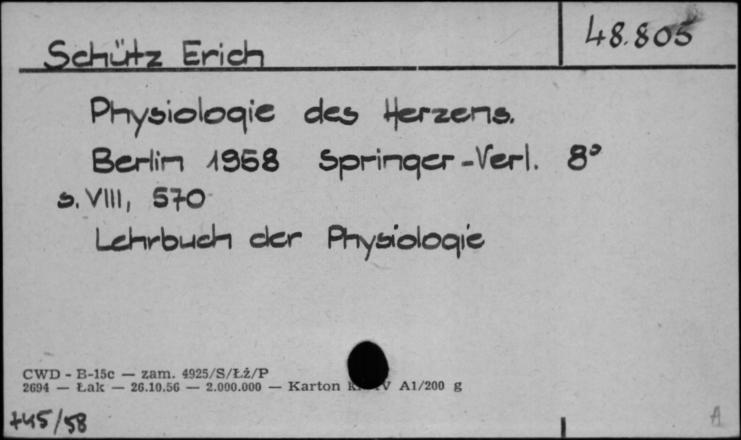 Schütz Erich
48.805
Physiologie des Herzens.
Berlin 1958 Springer-Verl. 8°
s. VIII, 570
Lehrbuch der Physiologie
CWD - B-15c — zam. 4925/S/Łż/P
2694 — Łak — 26.10.56 — 2.000.000 — Karton A1/200 g
+45/58
A